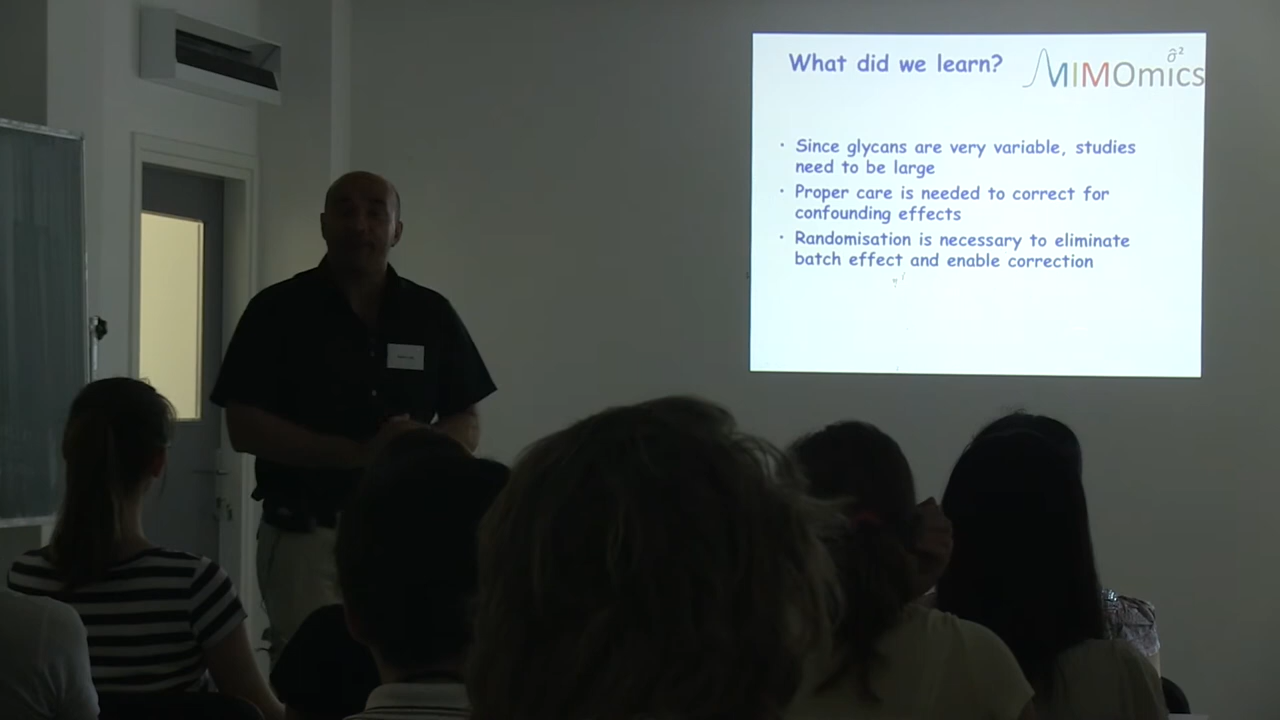 What did we learn?
MIMOmics
σ̂²
· Since glycans are very variable, studies
need to be large
· Proper care is needed to correct for
confounding effects
· Randomisation is necessary to eliminate
batch effect and enable correction